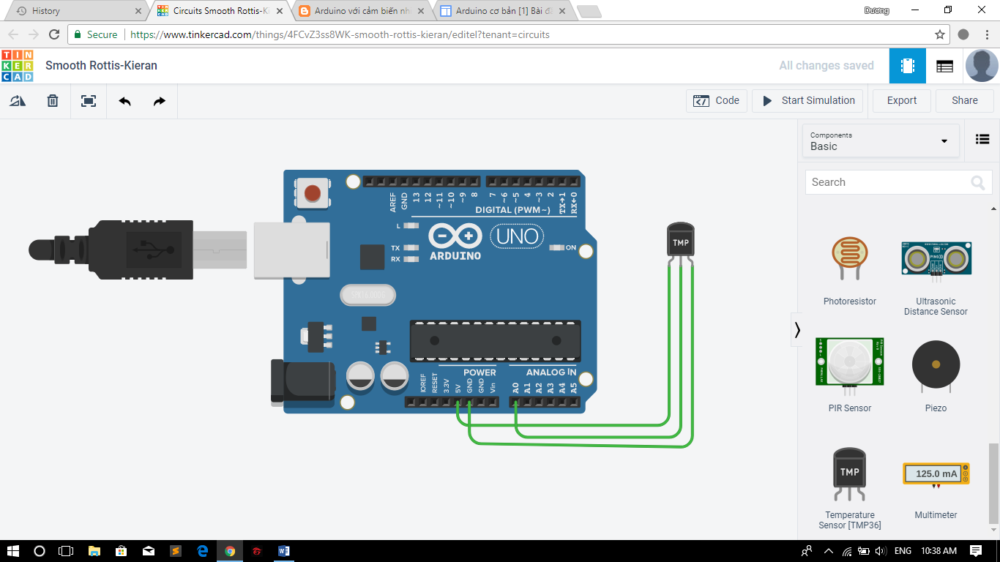 History
Circuits Smooth Rottis-Ki
Arduino với cảm biến nh
Arduino cơ bản [1] Bài đ
Dương
Secure
https://www.tinkercad.com/things/4FCvZ3ss8WK-smooth-rottis-kieran/editel?tenant=circuits
TIN
KER
CAD
Smooth Rottis-Kieran
All changes saved
Code
Start Simulation
Export
Share
Components
Basic
Search
AREF
GND
13
12
~11
~10
~9
8
7
~6
~5
4
~3
2
TX→1
RX←0
DIGITAL (PWM~)
L
TX
RX
ARDUINO
UNO
ON
TMP
POWER
ANALOG IN
IOREF
RESET
3.3V
5V
GND
GND
Vin
A0
A1
A2
A3
A4
A5
Photoresistor
Ultrasonic
Distance Sensor
PIR Sensor
Piezo
TMP
125.0 mA
Temperature
Sensor [TMP36]
Multimeter
ENG
10:38 AM